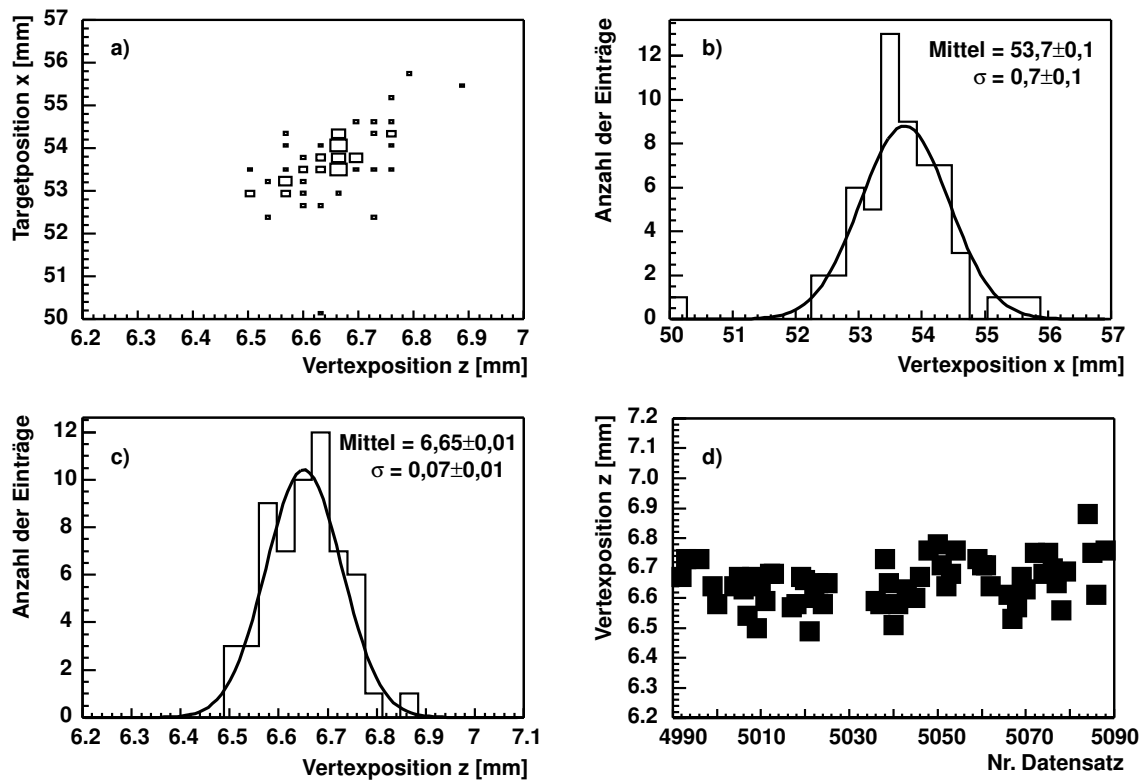 a)
Targetposition x [mm]
57
56
55
54
53
52
51
50
6.2 6.3 6.4 6.5 6.6 6.7 6.8 6.9 7
Vertexposition z [mm]
b)
Mittel = 53,7±0,1
σ = 0,7±0,1
Anzahl der Einträge
12
10
8
6
4
2
0
50 51 52 53 54 55 56 57
Vertexposition x [mm]
c)
Mittel = 6,65±0,01
σ = 0,07±0,01
Anzahl der Einträge
12
10
8
6
4
2
0
6.2 6.3 6.4 6.5 6.6 6.7 6.8 6.9 7 7.1
Vertexposition z [mm]
d)
Vertexposition z [mm]
7.2
7.1
7.0
6.9
6.8
6.7
6.6
6.5
6.4
6.3
6.2
4990 5010 5030 5050 5070 5090
Nr. Datensatz